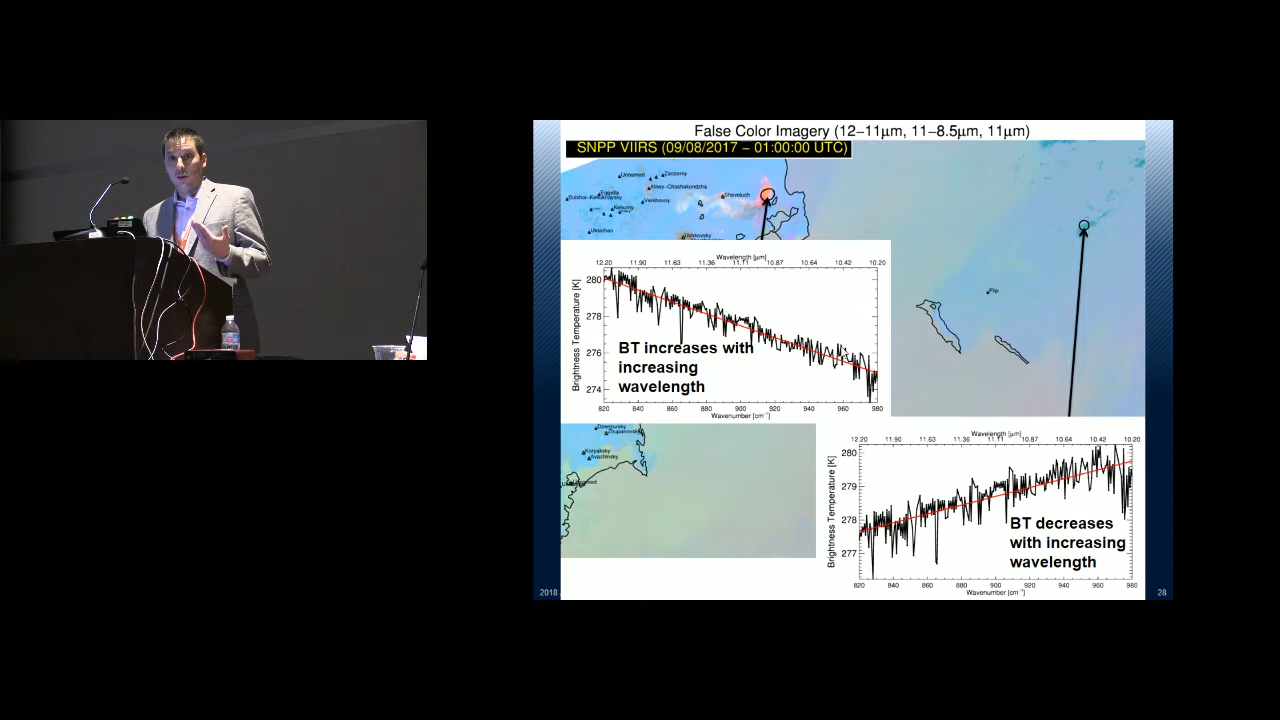 False Color Imagery (12−11μm, 11−8.5μm, 11μm)
SNPP VIIRS (09/08/2017 − 01:00:00 UTC)
Unnamed
Zaozerny
Alney−Chashakondzha
Bolshoi−Kekuknaysky
Eggella
Sheveluch
Verkhovoy
Kekurny
Uksichan
Ushkovsky
Piip
Wavelength [μm]
12.20 11.90 11.63 11.36 11.11 10.87 10.64 10.42 10.20
Brightness Temperature [K]
280
278
276
274
BT increases with
increasing
wavelength
820 840 860 880 900 920 940 960 980
Wavenumber [cm⁻¹]
Dzenzursky
Zhupanovsky
Koryaksky
Avachinsky
Wavelength [μm]
12.20 11.90 11.63 11.36 11.11 10.87 10.64 10.42 10.20
Brightness Temperature [K]
280
279
278
277
BT decreases
with increasing
wavelength
820 840 860 880 900 920 940 960 980
Wavenumber [cm⁻¹]
2018
28